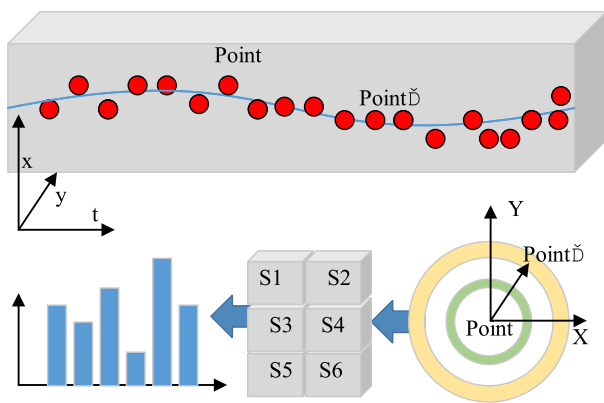 Point
PointĎ
x
y
t
Y
S1 S2
PointĎ
S3 S4
Point
X
S5 S6